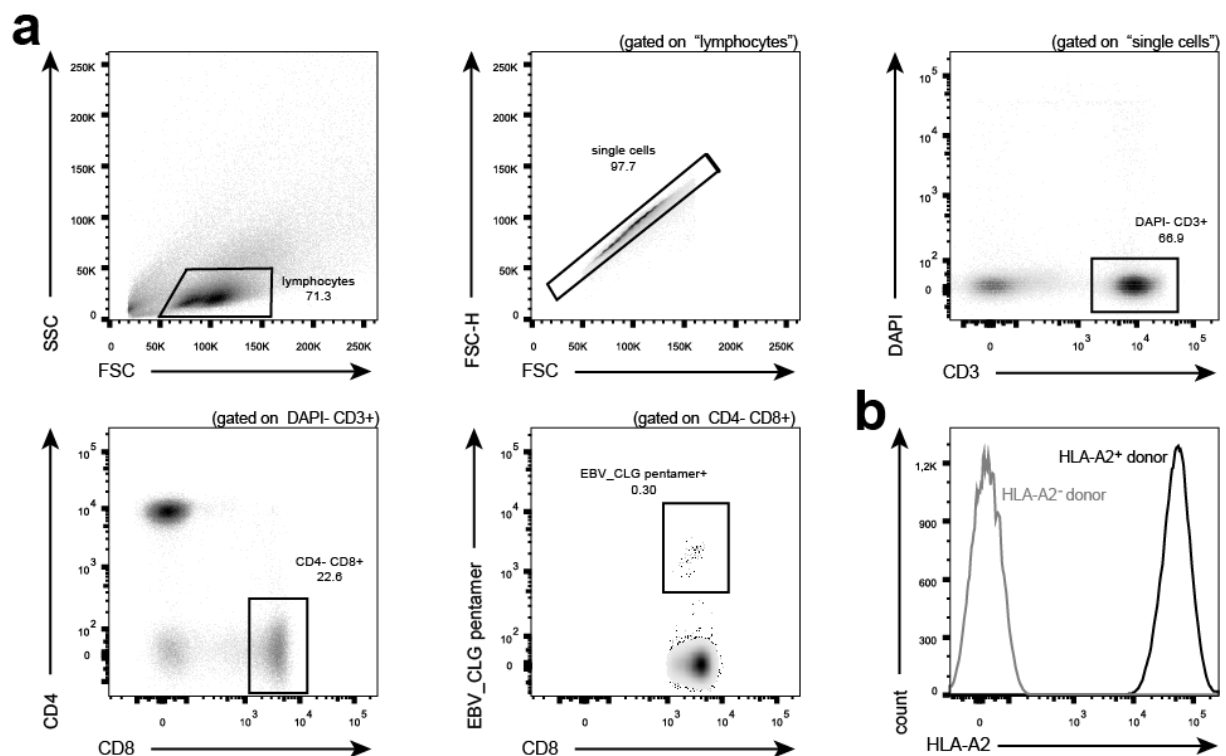 a
(gated on "lymphocytes")
(gated on "single cells")
250K
200K
150K
100K
50K
0
SSC
lymphocytes
71.3
0
50K
100K
150K
200K
250K
FSC
250K
200K
150K
100K
50K
0
FSC-H
single cells
97.7
0
50K
100K
150K
200K
250K
FSC
10^5
10^4
10^3
10^2
0
DAPI
DAPI- CD3+
66.9
0
10^3
10^4
10^5
CD3
(gated on DAPI- CD3+)
(gated on CD4- CD8+)
b
10^5
10^4
10^3
10^2
0
CD4
CD4- CD8+
22.6
0
10^3
10^4
10^5
CD8
10^5
10^4
10^3
10^2
0
EBV_CLG pentamer
EBV_CLG pentamer+
0.30
0
10^3
10^4
10^5
CD8
1,2K
900
600
300
0
count
HLA-A2⁺ donor
HLA-A2⁻ donor
0
10^3
10^4
10^5
HLA-A2